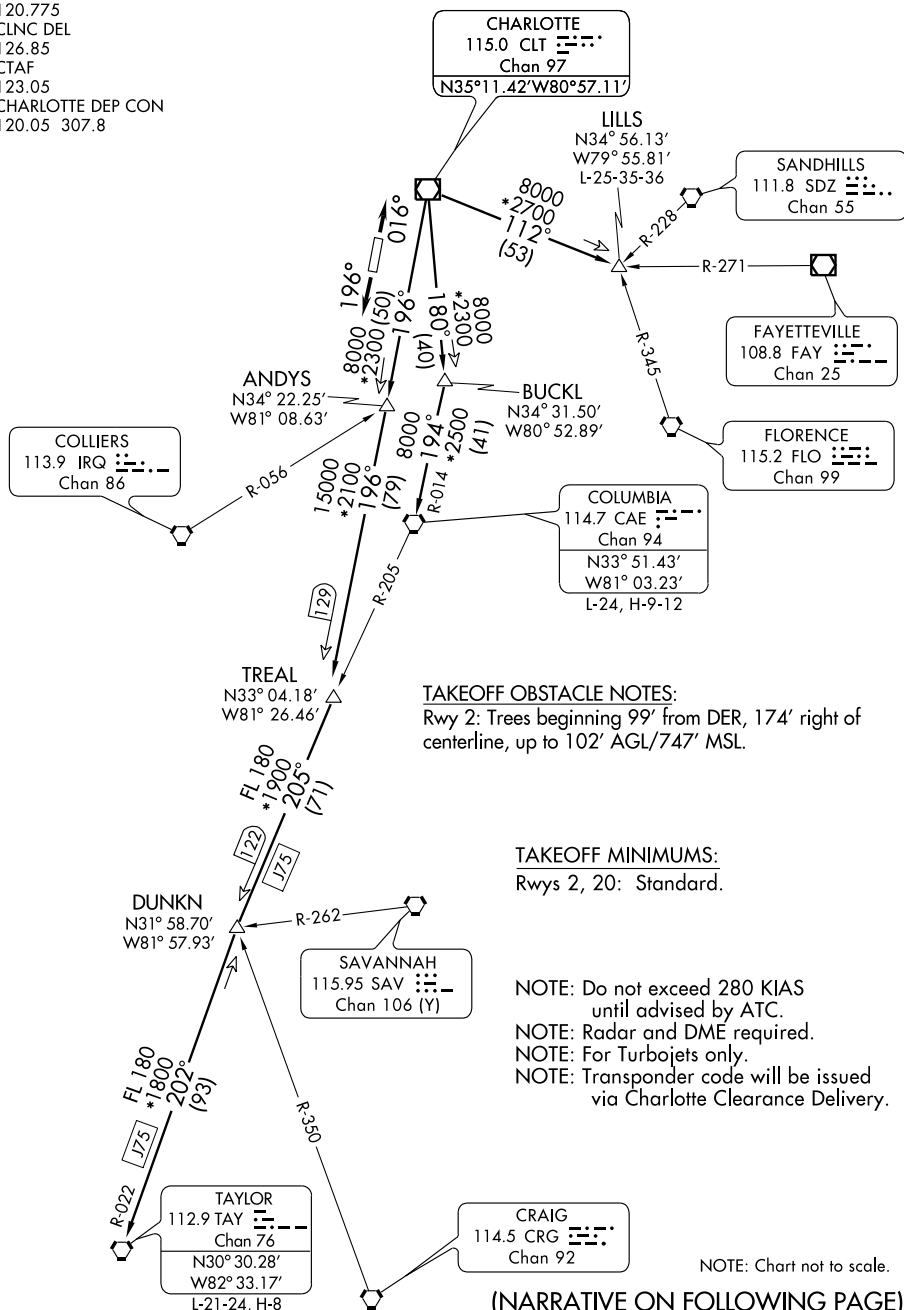 120.775
CLNC DEL
126.85
CTAF
123.05
CHARLOTTE DEP CON
120.05 307.8
CHARLOTTE
115.0 CLT
Chan 97
N35°11.42′W80°57.11′
LILLS
N34° 56.13′
W79° 55.81′
L-25-35-36
SANDHILLS
111.8 SDZ
Chan 55
8000
*2700
112°
(53)
R-228
R-271
FAYETTEVILLE
108.8 FAY
Chan 25
R-345
FLORENCE
115.2 FLO
Chan 99
016°
196°
8000
*2300
196°
(50)
8000
*2300
180°
(40)
ANDYS
N34° 22.25′
W81° 08.63′
BUCKL
N34° 31.50′
W80° 52.89′
COLLIERS
113.9 IRQ
Chan 86
R-056
15000
*2100
196°
(79)
8000
194°
*2500
(41)
R-014
COLUMBIA
114.7 CAE
Chan 94
N33° 51.43′
W81° 03.23′
L-24, H-9-12
R-205
129
TREAL
N33° 04.18′
W81° 26.46′
TAKEOFF OBSTACLE NOTES:
Rwy 2: Trees beginning 99′ from DER, 174′ right of
centerline, up to 102′ AGL/747′ MSL.
FL 180
*1900
205°
(71)
122
J75
TAKEOFF MINIMUMS:
Rwys 2, 20: Standard.
DUNKN
N31° 58.70′
W81° 57.93′
R-262
SAVANNAH
115.95 SAV
Chan 106 (Y)
NOTE: Do not exceed 280 KIAS
until advised by ATC.
NOTE: Radar and DME required.
NOTE: For Turbojets only.
NOTE: Transponder code will be issued
via Charlotte Clearance Delivery.
FL 180
*1800
202°
(93)
J75
R-022
R-350
TAYLOR
112.9 TAY
Chan 76
N30° 30.28′
W82° 33.17′
L-21-24, H-8
CRAIG
114.5 CRG
Chan 92
NOTE: Chart not to scale.
(NARRATIVE ON FOLLOWING PAGE)